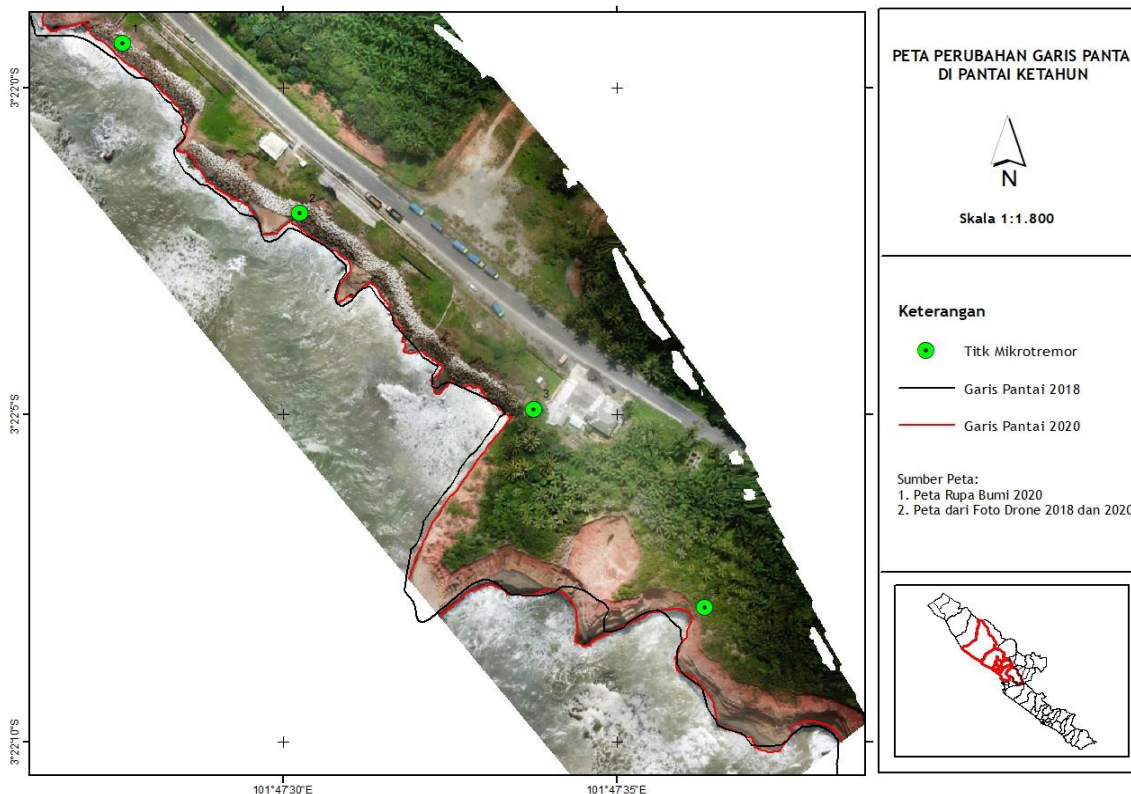 PETA PERUBAHAN GARIS PANTA
DI PANTAI KETAHUN
N
Skala 1:1.800
Keterangan
Titk Mikrotremor
Garis Pantai 2018
Garis Pantai 2020
Sumber Peta:
1. Peta Rupa Bumi 2020
2. Peta dari Foto Drone 2018 dan 2020
1
2
3
3°22'0"S
3°22'5"S
3°22'10"S
101°47'30"E
101°47'35"E